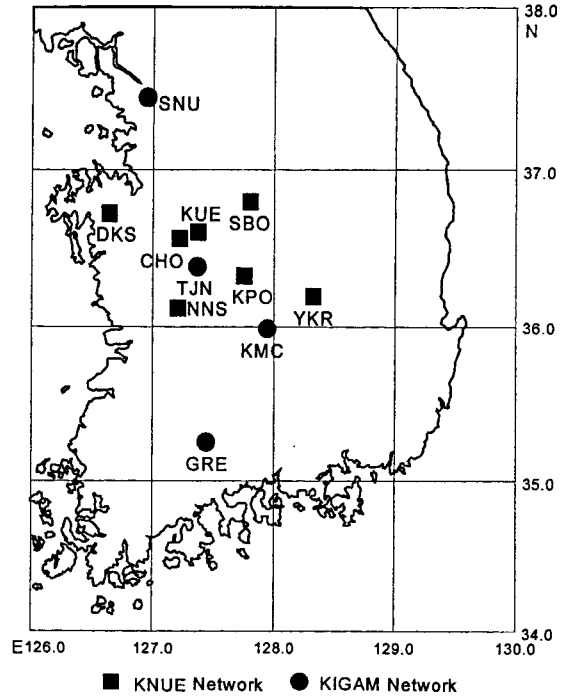 38.0
N
SNU
37.0
KUE
SBO
DKS
CHO
TJN
KPO
NNS
YKR
36.0
KMC
GRE
35.0
34.0
E126.0 127.0 128.0 129.0 130.0
KNUE Network KIGAM Network